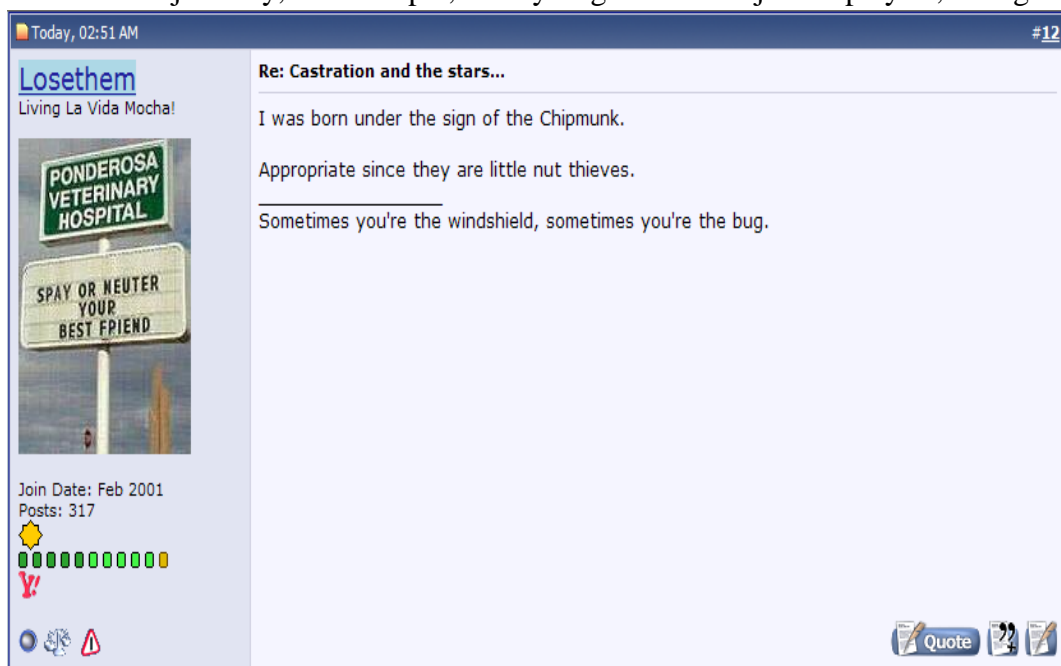 Today, 02:51 AM
#12
Losethem
Living La Vida Mocha!
PONDEROSA
VETERINARY
HOSPITAL
SPAY OR NEUTER
YOUR
BEST FRIEND
Join Date: Feb 2001
Posts: 317
Y!
Re: Castration and the stars...
I was born under the sign of the Chipmunk.
Appropriate since they are little nut thieves.
Sometimes you're the windshield, sometimes you're the bug.
Quote